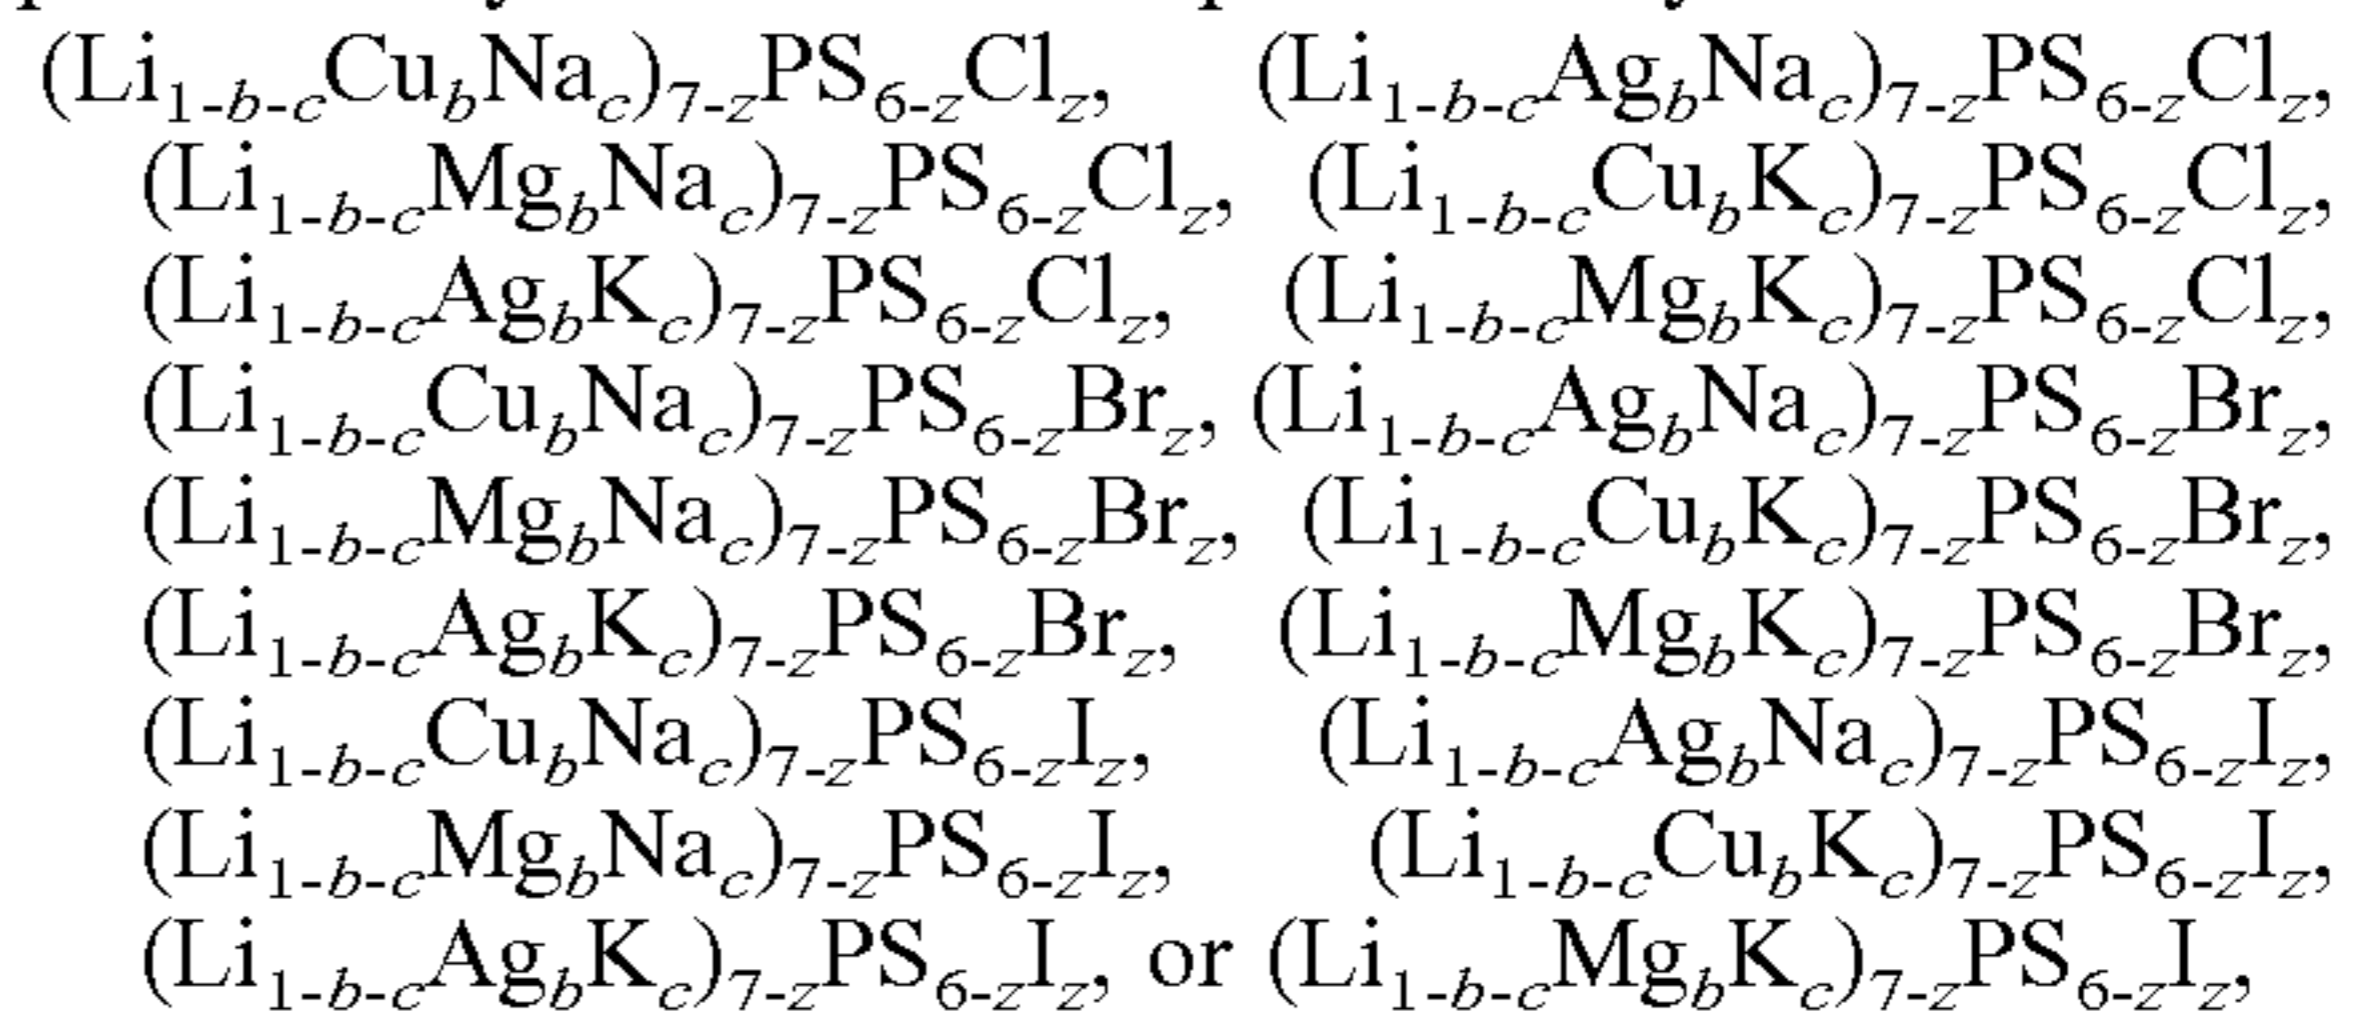 (Li₁₋b₋cCubNac)₇₋zPS₆₋zClz, (Li₁₋b₋cAgbNac)₇₋zPS₆₋zClz,
(Li₁₋b₋cMgbNac)₇₋zPS₆₋zClz, (Li₁₋b₋cCubKc)₇₋zPS₆₋zClz,
(Li₁₋b₋cAgbKc)₇₋zPS₆₋zClz, (Li₁₋b₋cMgbKc)₇₋zPS₆₋zClz,
(Li₁₋b₋cCubNac)₇₋zPS₆₋zBrz, (Li₁₋b₋cAgbNac)₇₋zPS₆₋zBrz,
(Li₁₋b₋cMgbNac)₇₋zPS₆₋zBrz, (Li₁₋b₋cCubKc)₇₋zPS₆₋zBrz,
(Li₁₋b₋cAgbKc)₇₋zPS₆₋zBrz, (Li₁₋b₋cMgbKc)₇₋zPS₆₋zBrz,
(Li₁₋b₋cCubNac)₇₋zPS₆₋zIz, (Li₁₋b₋cAgbNac)₇₋zPS₆₋zIz,
(Li₁₋b₋cMgbNac)₇₋zPS₆₋zIz, (Li₁₋b₋cCubKc)₇₋zPS₆₋zIz,
(Li₁₋b₋cAgbKc)₇₋zPS₆₋zIz, or (Li₁₋b₋cMgbKc)₇₋zPS₆₋zIz,